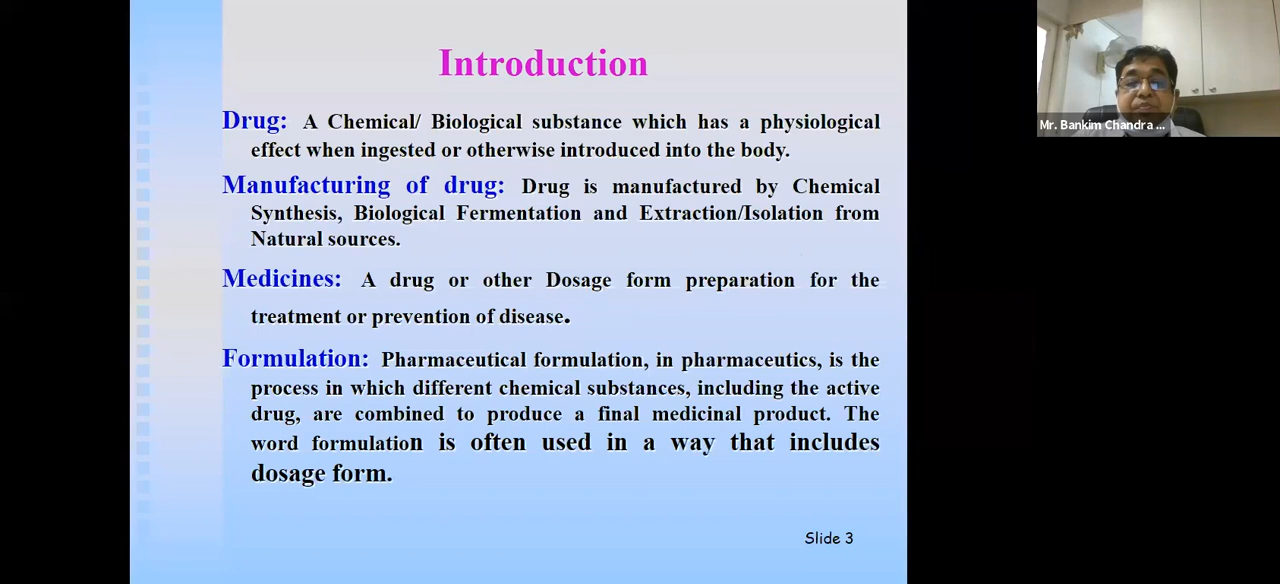 Introduction
Drug: A Chemical/ Biological substance which has a physiological
effect when ingested or otherwise introduced into the body.
Manufacturing of drug: Drug is manufactured by Chemical
Synthesis, Biological Fermentation and Extraction/Isolation from
Natural sources.
Medicines: A drug or other Dosage form preparation for the
treatment or prevention of disease.
Formulation: Pharmaceutical formulation, in pharmaceutics, is the
process in which different chemical substances, including the active
drug, are combined to produce a final medicinal product. The
word formulation is often used in a way that includes
dosage form.
Slide 3
Mr. Bankim Chandra ...